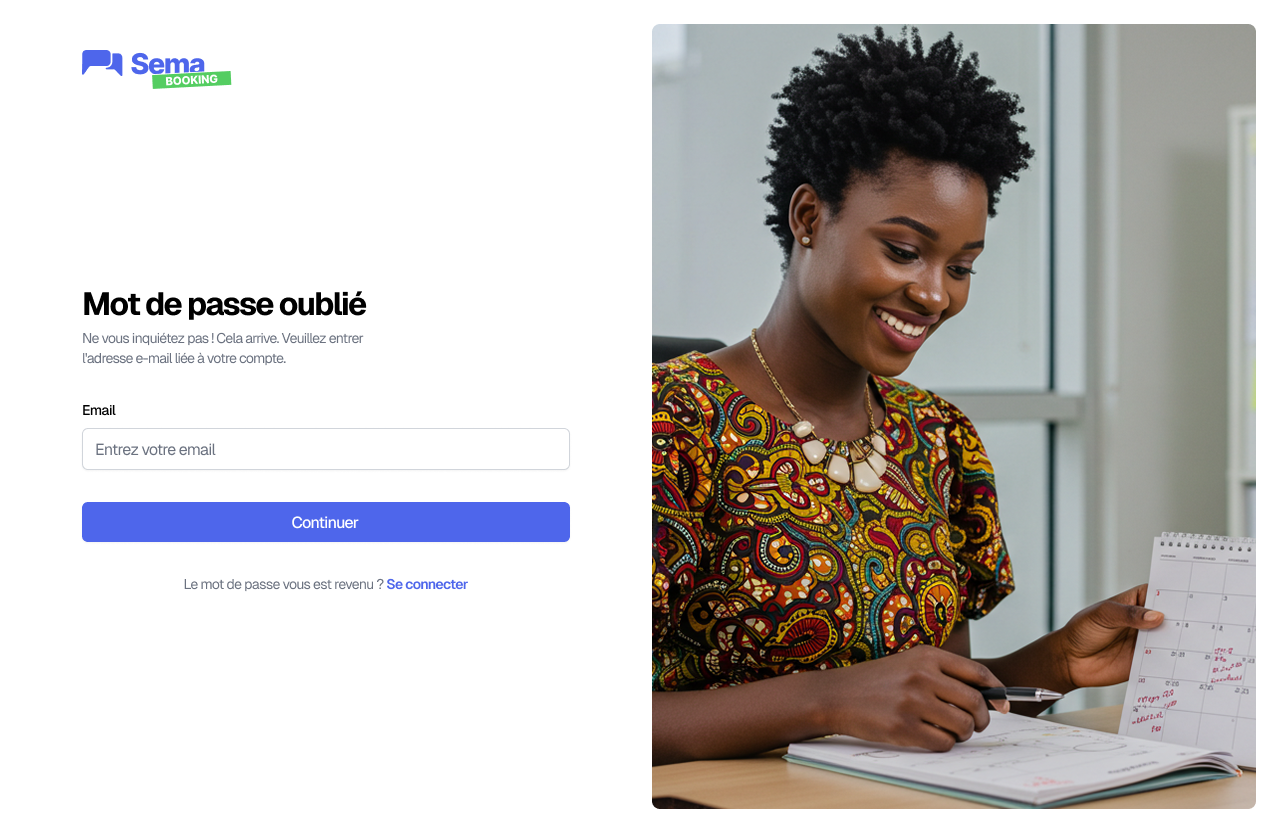 Sema
BOOKING
Mot de passe oublié
Ne vous inquiétez pas ! Cela arrive. Veuillez entrer
l'adresse e-mail liée à votre compte.
Email
Entrez votre email
Continuer
Le mot de passe vous est revenu ? Se connecter